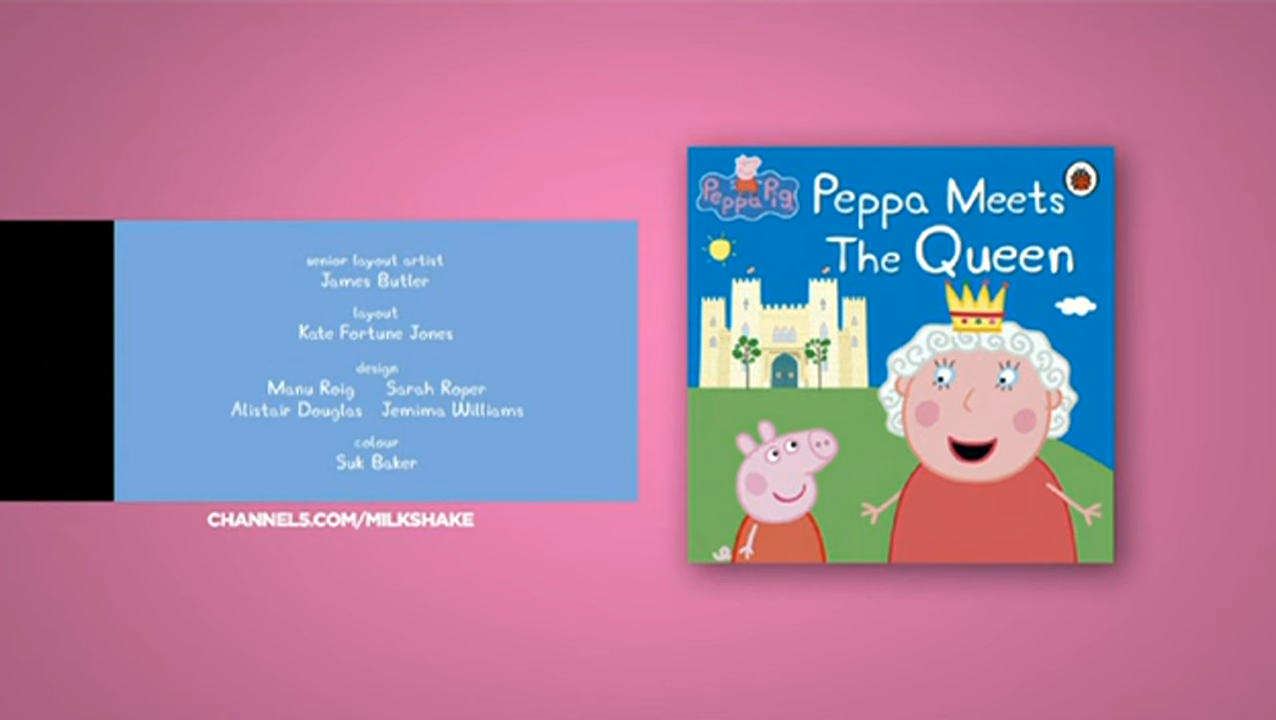 senior layout artist
James Butler
layout
Kate Fortune Jones
design
Manu Roig Sarah Roper
Alistair Douglas Jemima Williams
colour
Suk Baker
CHANNEL5.COM/MILKSHAKE
Peppa Pig
Peppa Meets
The Queen